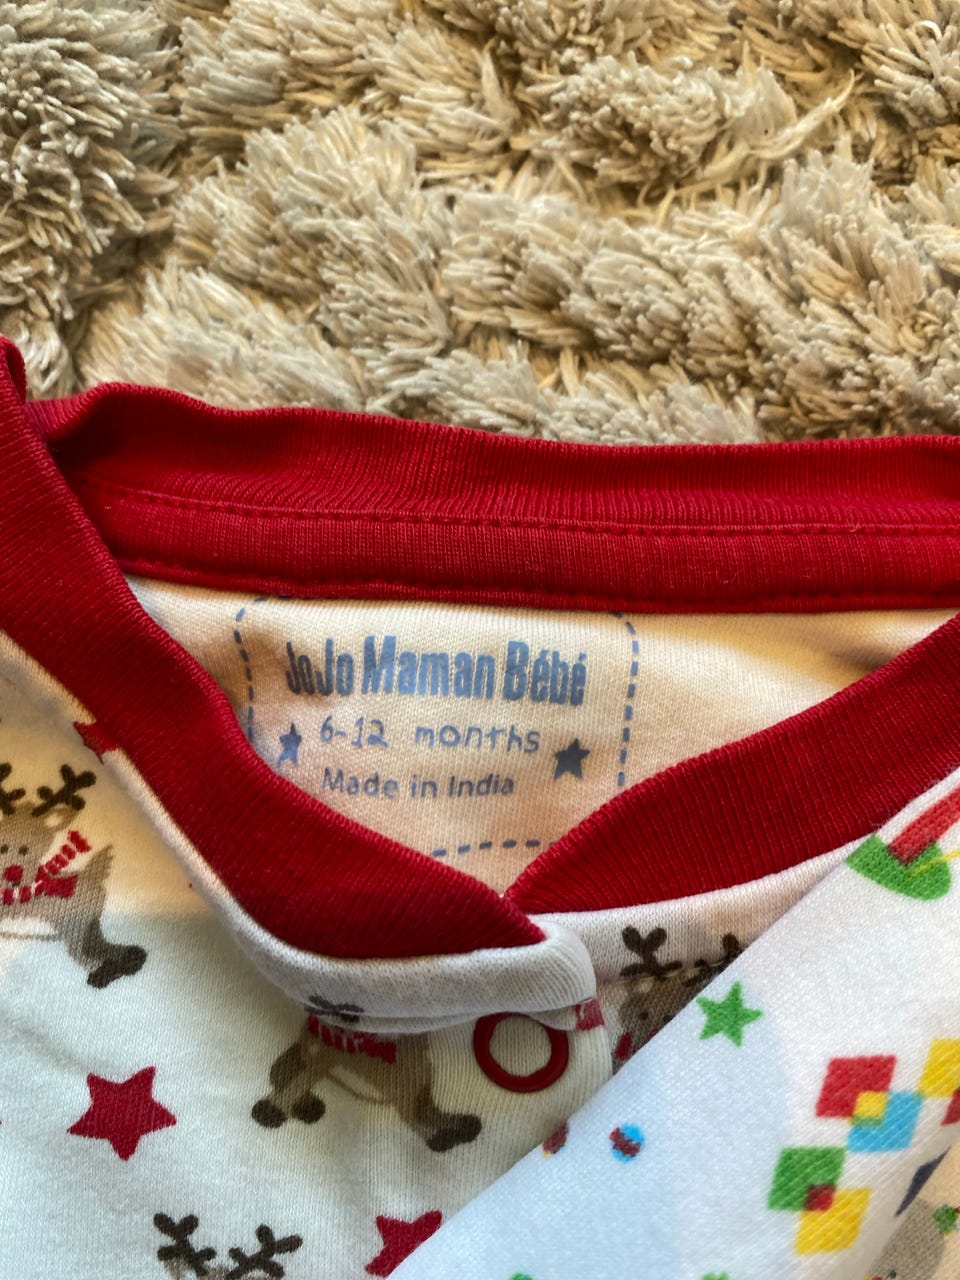 JoJo Maman Bébé
6-12 months
Made in India